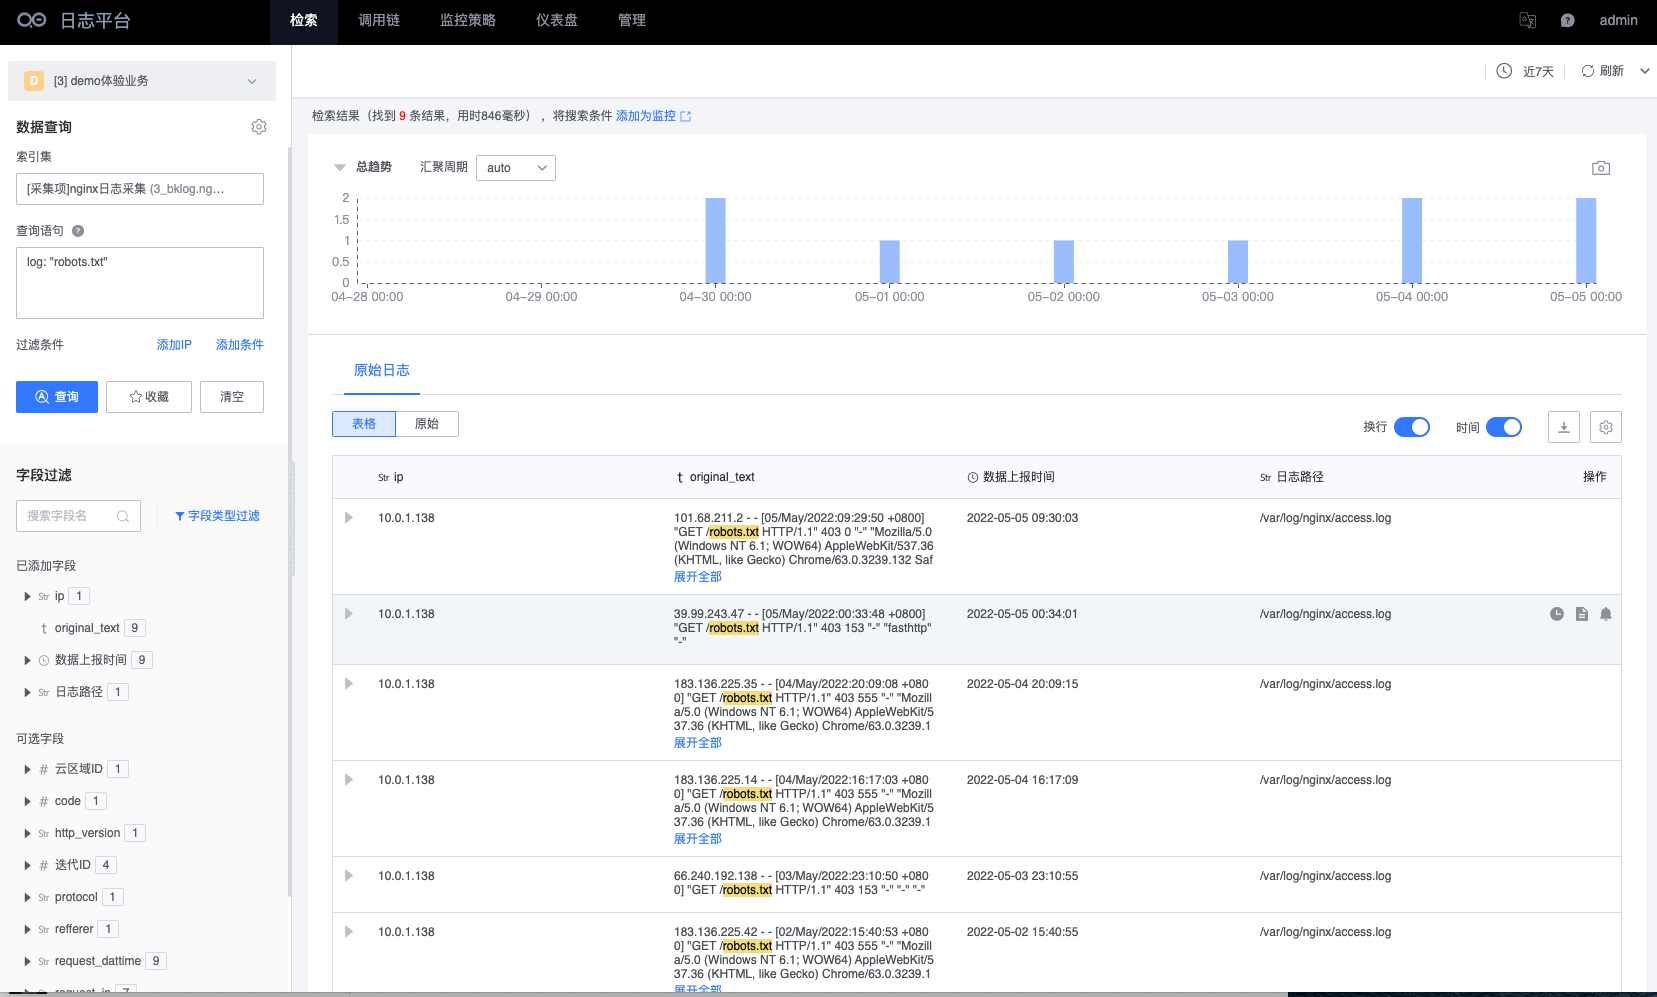 日志平台
检索
调用链
监控策略
仪表盘
管理
admin
D [3] demo体验业务
近7天
刷新
数据查询
索引集
[采集项]nginx日志采集 (3_bklog.ng...
查询语句
log: "robots.txt"
过滤条件 添加IP 添加条件
查询 收藏 清空
字段过滤
搜索字段名 字段类型过滤
已添加字段
Str ip 1
t original_text 9
数据上报时间 9
Str 日志路径 1
可选字段
# 云区域ID 1
# code 1
Str http_version 1
# 迭代ID 4
Str protocol 1
Str refferer 1
Str request_dattime 9
request_ip 7
检索结果（找到 9 条结果，用时846毫秒），将搜索条件 添加为监控
总趋势 汇聚周期 auto
2
1.5
1
0.5
0
04-28 00:00 04-29 00:00 04-30 00:00 05-01 00:00 05-02 00:00 05-03 00:00 05-04 00:00 05-05 00:00
原始日志
表格 原始 换行 时间
Str ip t original_text 数据上报时间 Str 日志路径 操作
10.0.1.138 101.68.211.2 - - [05/May/2022:09:29:50 +0800] 2022-05-05 09:30:03 /var/log/nginx/access.log
"GET /robots.txt HTTP/1.1" 403 0 "-" "Mozilla/5.0
(Windows NT 6.1; WOW64) AppleWebKit/537.36
(KHTML, like Gecko) Chrome/63.0.3239.132 Saf
展开全部
10.0.1.138 39.99.243.47 - - [05/May/2022:00:33:48 +0800] 2022-05-05 00:34:01 /var/log/nginx/access.log
"GET /robots.txt HTTP/1.1" 403 153 "-" "fasthttp"
"-"
10.0.1.138 183.136.225.35 - - [04/May/2022:20:09:08 +080 2022-05-04 20:09:15 /var/log/nginx/access.log
0] "GET /robots.txt HTTP/1.1" 403 555 "-" "Mozill
a/5.0 (Windows NT 6.1; WOW64) AppleWebKit/5
37.36 (KHTML, like Gecko) Chrome/63.0.3239.1
展开全部
10.0.1.138 183.136.225.14 - - [04/May/2022:16:17:03 +080 2022-05-04 16:17:09 /var/log/nginx/access.log
0] "GET /robots.txt HTTP/1.1" 403 555 "-" "Mozill
a/5.0 (Windows NT 6.1; WOW64) AppleWebKit/5
37.36 (KHTML, like Gecko) Chrome/63.0.3239.1
展开全部
10.0.1.138 66.240.192.138 - - [03/May/2022:23:10:50 +080 2022-05-03 23:10:55 /var/log/nginx/access.log
0] "GET /robots.txt HTTP/1.1" 403 153 "-" "-" "-"
10.0.1.138 183.136.225.42 - - [02/May/2022:15:40:53 +080 2022-05-02 15:40:55 /var/log/nginx/access.log
0] "GET /robots.txt HTTP/1.1" 403 555 "-" "Mozill
a/5.0 (Windows NT 6.1; WOW64) AppleWebKit/5
37.36 (KHTML, like Gecko) Chrome/63.0.3239.1
展开全部